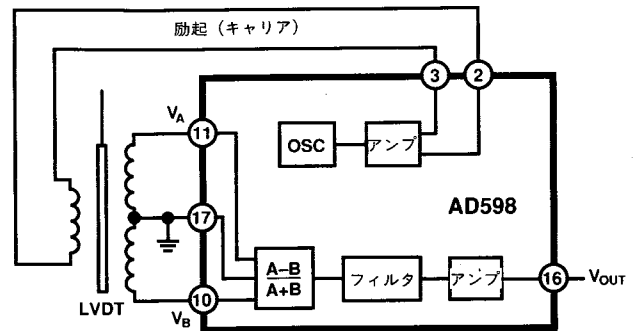 励起（キャリア）
3
2
VA
11
OSC
アンプ
17
AD598
A–B
A+B
フィルタ
アンプ
16
VOUT
LVDT
10
VB